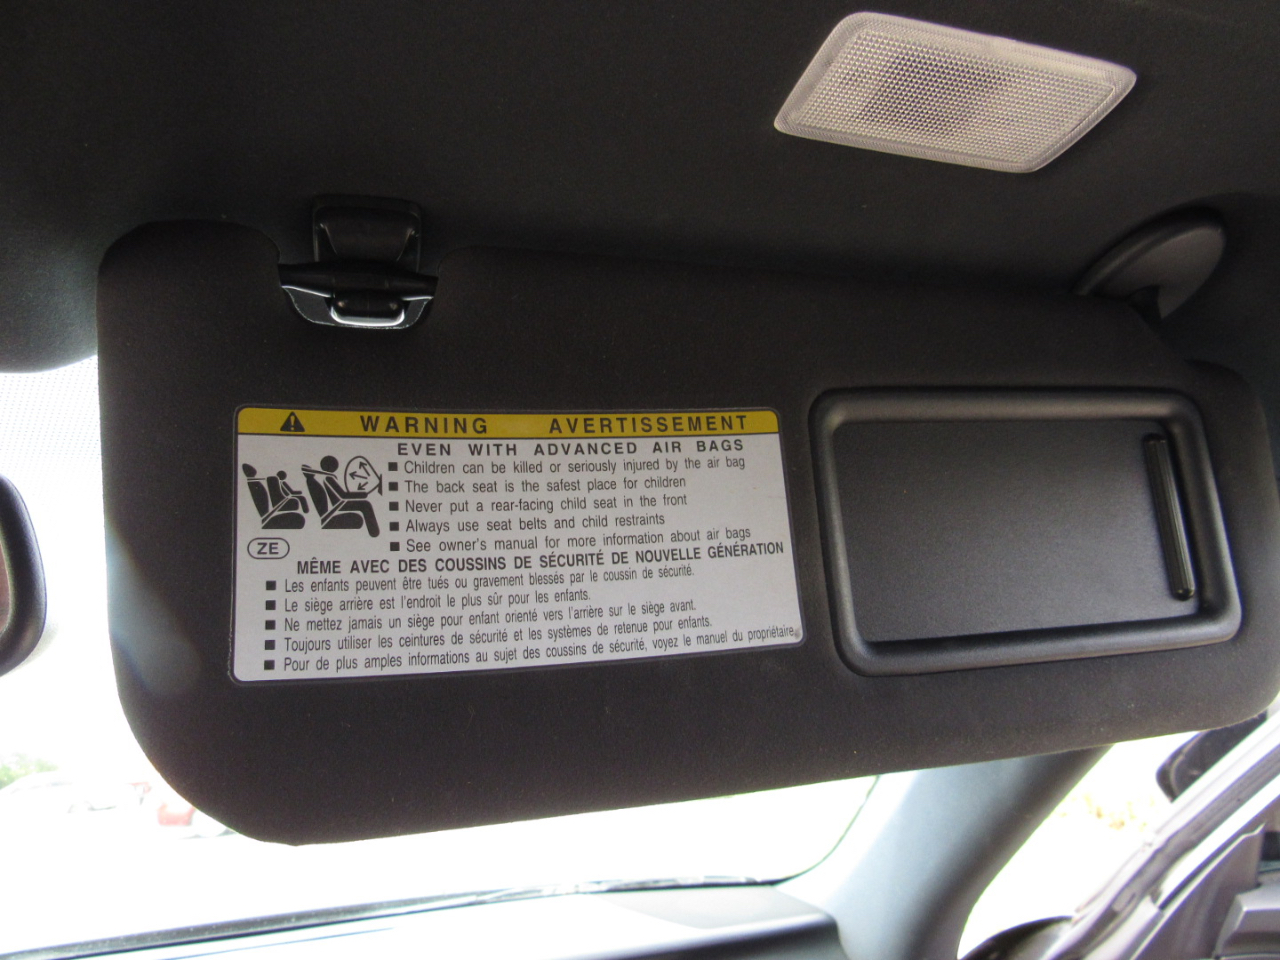 WARNING AVERTISSEMENT
EVEN WITH ADVANCED AIR BAGS
■ Children can be killed or seriously injured by the air bag
■ The back seat is the safest place for children
■ Never put a rear-facing child seat in the front
■ Always use seat belts and child restraints
■ See owner's manual for more information about air bags
ZE
MÊME AVEC DES COUSSINS DE SÉCURITÉ DE NOUVELLE GÉNÉRATION
■ Les enfants peuvent être tués ou gravement blessés par le coussin de sécurité.
■ Le siège arrière est l'endroit le plus sûr pour les enfants.
■ Ne mettez jamais un siège pour enfant orienté vers l'arrière sur le siège avant.
■ Toujours utiliser les ceintures de sécurité et les systèmes de retenue pour enfants.
■ Pour de plus amples informations au sujet des coussins de sécurité, voyez le manuel du propriétaire.